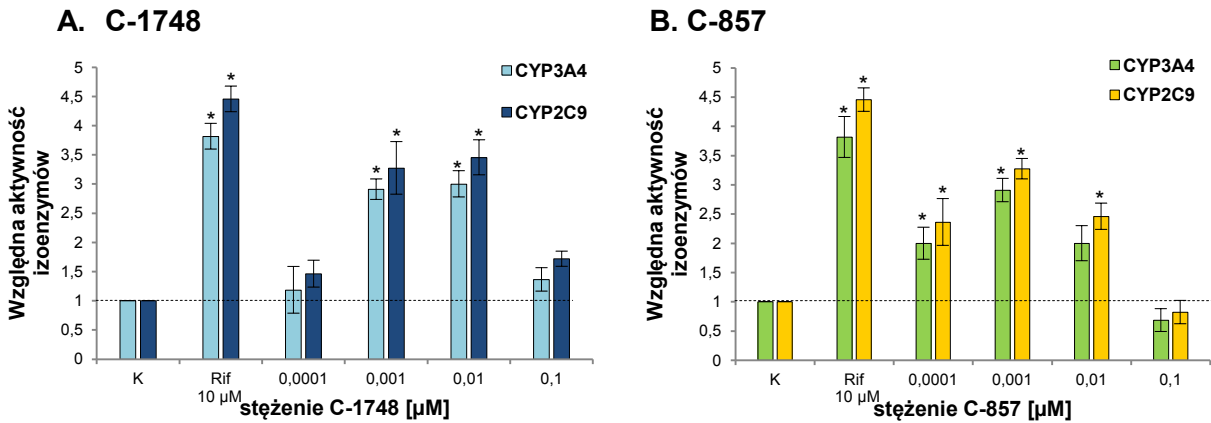 A. C-1748
Względna aktywność
izoenzymów
5
4,5
4
3,5
3
2,5
2
1,5
1
0,5
0
CYP3A4
CYP2C9
* * * * * *
K Rif 0,0001 0,001 0,01 0,1
10 µM
stężenie C-1748 [µM]
B. C-857
Względna aktywność
izoenzymów
5
4,5
4
3,5
3
2,5
2
1,5
1
0,5
0
CYP3A4
CYP2C9
* * * * * * *
K Rif 0,0001 0,001 0,01 0,1
10 µM
stężenie C-857 [µM]